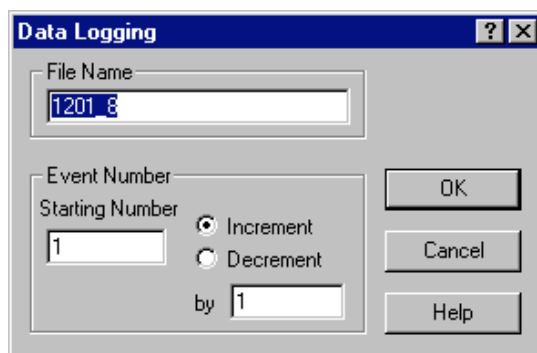 Data Logging
File Name
1201_8
Event Number
Starting Number
1
Increment
Decrement
by 1
OK
Cancel
Help